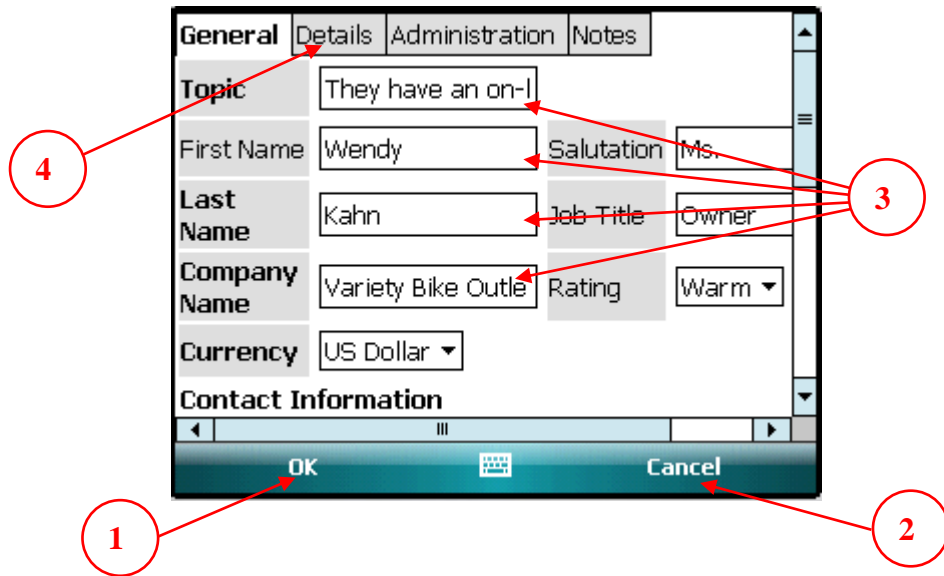 General Details Administration Notes
Topic They have an on-l
First Name Wendy Salutation Ms.
Last
Name Kahn Job Title Owner
Company
Name Variety Bike Outle Rating Warm
Currency US Dollar
Contact Information
OK Cancel
4
3
1
2